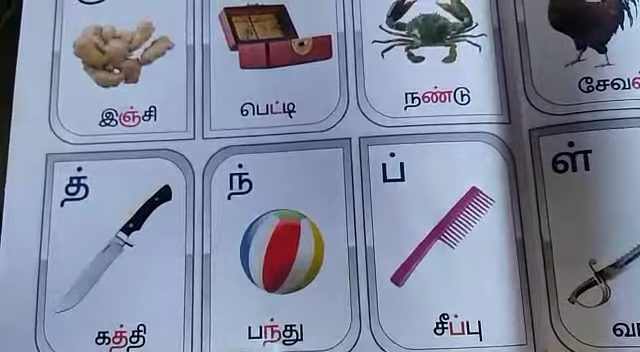 இஞ்சி
பெட்டி
நண்டு
த்
ந்
ப்
ள்
கத்தி
பந்து
சீப்பு